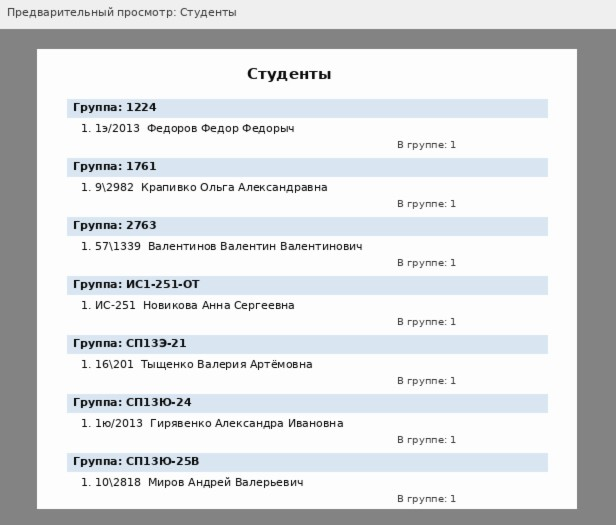 Предварительный просмотр: Студенты
Студенты
Группа: 1224
1. 1э/2013 Федоров Федор Федорыч
В группе: 1
Группа: 1761
1. 9\2982 Крапивко Ольга Александравна
В группе: 1
Группа: 2763
1. 57\1339 Валентинов Валентин Валентинович
В группе: 1
Группа: ИС1-251-ОТ
1. ИС-251 Новикова Анна Сергеевна
В группе: 1
Группа: СП13Э-21
1. 16\201 Тыщенко Валерия Артёмовна
В группе: 1
Группа: СП13Ю-24
1. 1ю/2013 Гирявенко Александра Ивановна
В группе: 1
Группа: СП13Ю-25В
1. 10\2818 Миров Андрей Валерьевич
В группе: 1